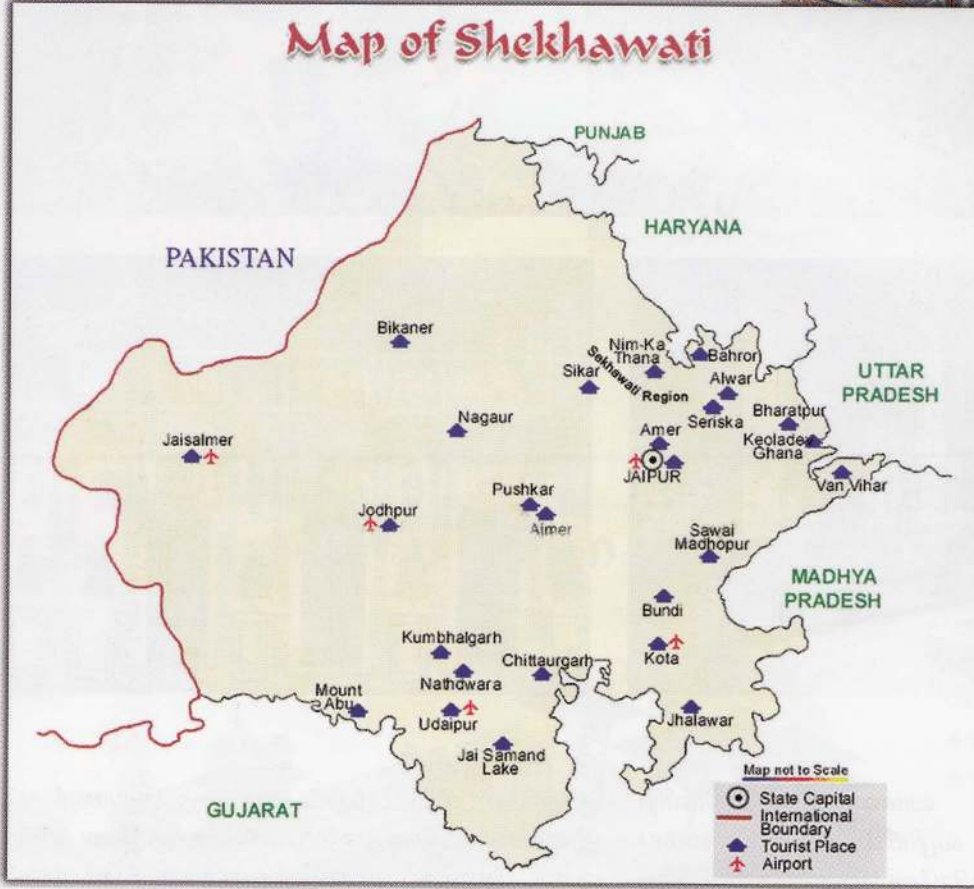 Map of Shekhawati
PUNJAB
HARYANA
PAKISTAN
Bikaner
Nim-Ka
Thana
Bahror
Sikar
Sekhawati Region
Alwar
UTTAR
PRADESH
Nagaur
Seriska
Bharatpur
Jaisalmer
Amer
Keoladev
Ghana
JAIPUR
Van Vihar
Pushkar
Jodhpur
Ajmer
Sawai
Madhopur
MADHYA
PRADESH
Bundi
Kumbhalgarh
Chittaurgarh
Kota
Nathdwara
Mount
Abu
Udaipur
Jhalawar
Jai Samand
Lake
GUJARAT
Map not to Scale
State Capital
International
Boundary
Tourist Place
Airport